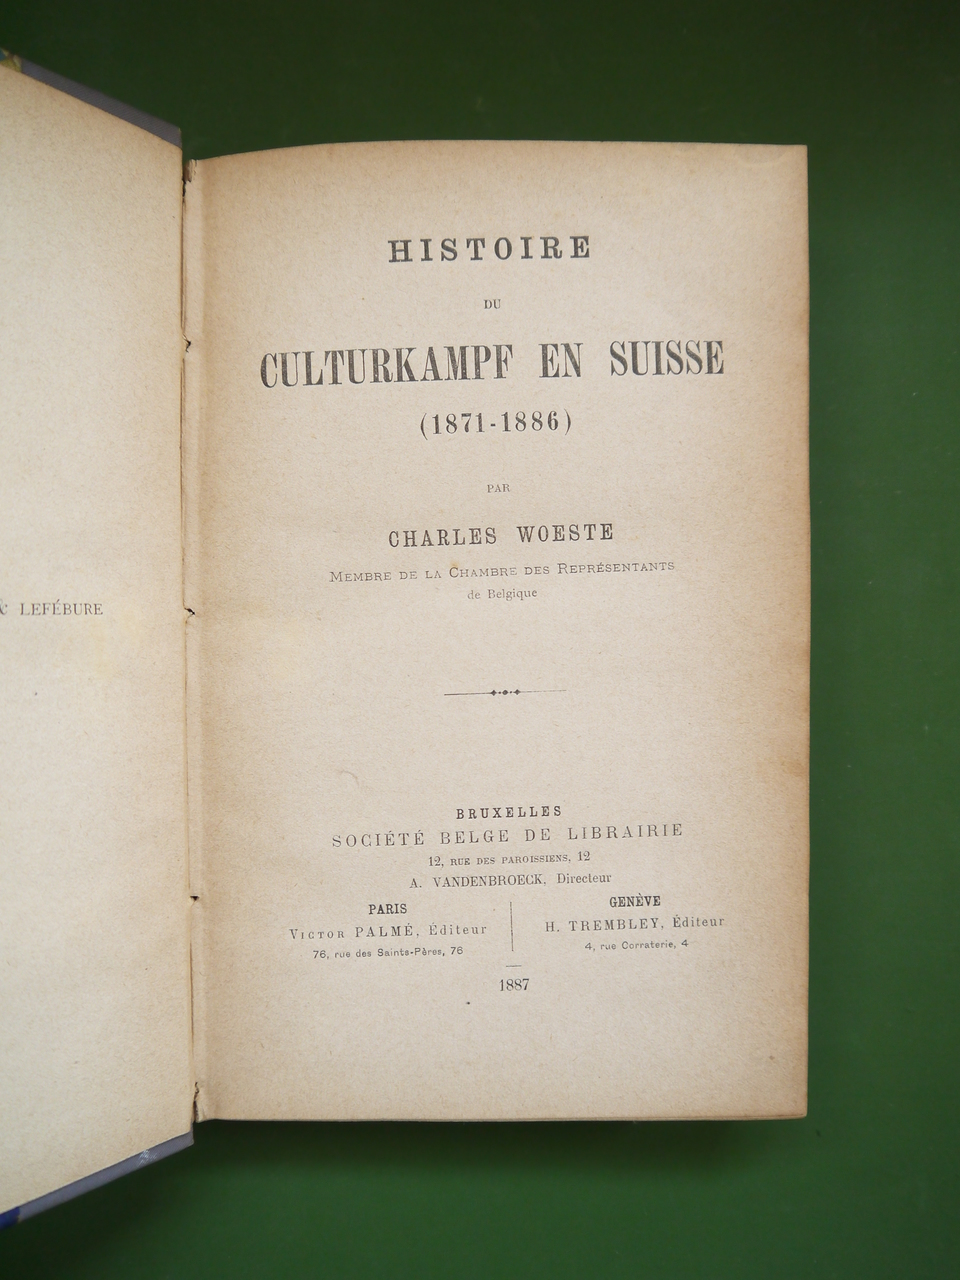 LEFÉBURE
HISTOIRE
DU
CULTURKAMPF EN SUISSE
(1871-1886)
PAR
CHARLES WOESTE
MEMBRE DE LA CHAMBRE DES REPRÉSENTANTS
de Belgique
BRUXELLES
SOCIÉTÉ BELGE DE LIBRAIRIE
12, RUE DES PAROISSIENS, 12
A. VANDENBROECK, Directeur
PARIS
VICTOR PALMÉ, Éditeur
76, rue des Saints-Pères, 76
GENÈVE
H. TREMBLEY, Éditeur
4, rue Corraterie, 4
1887